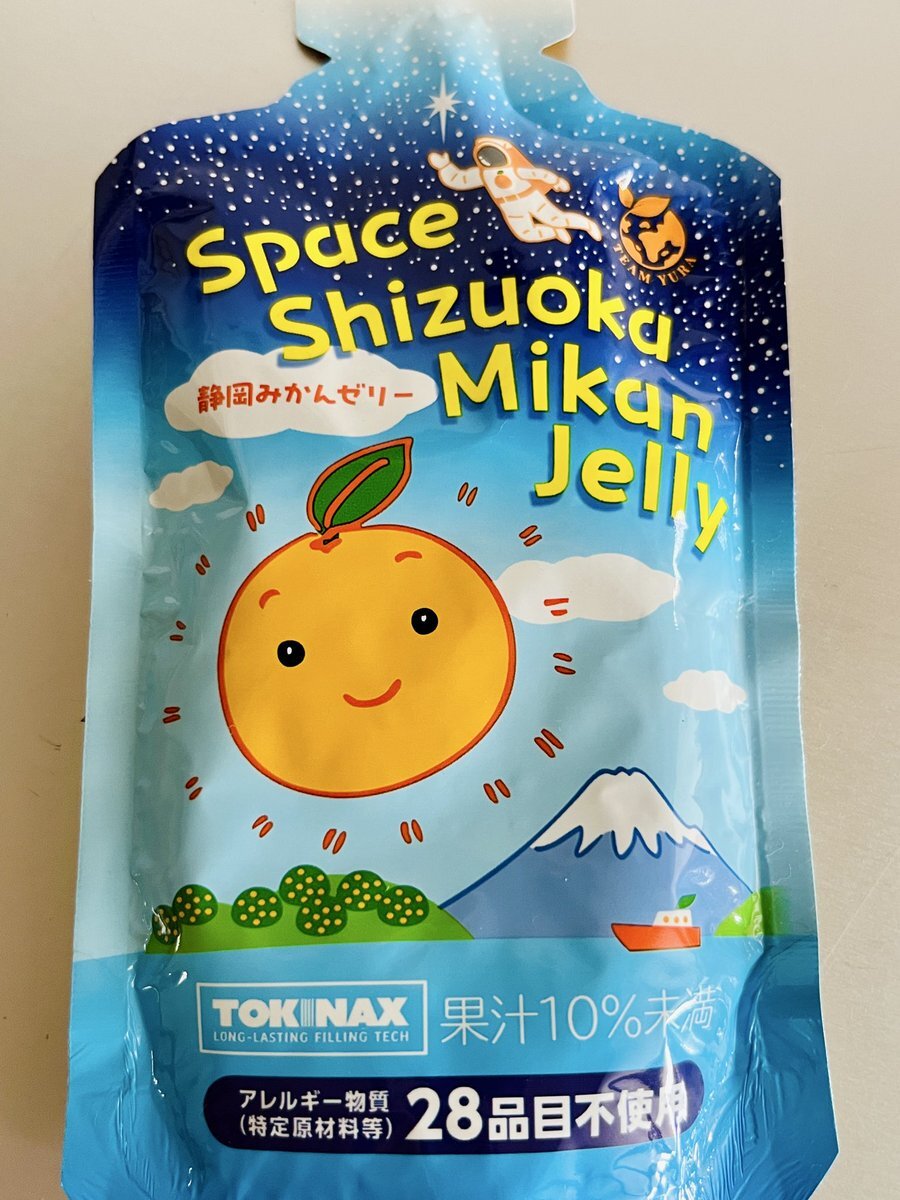 Space
Shizuoka
Mikan
Jelly
TEAM YURA
静岡みかんゼリー
TOKINAX
LONG-LASTING FILLING TECH
果汁10%未満
アレルギー物質
(特定原材料等)
28品目不使用